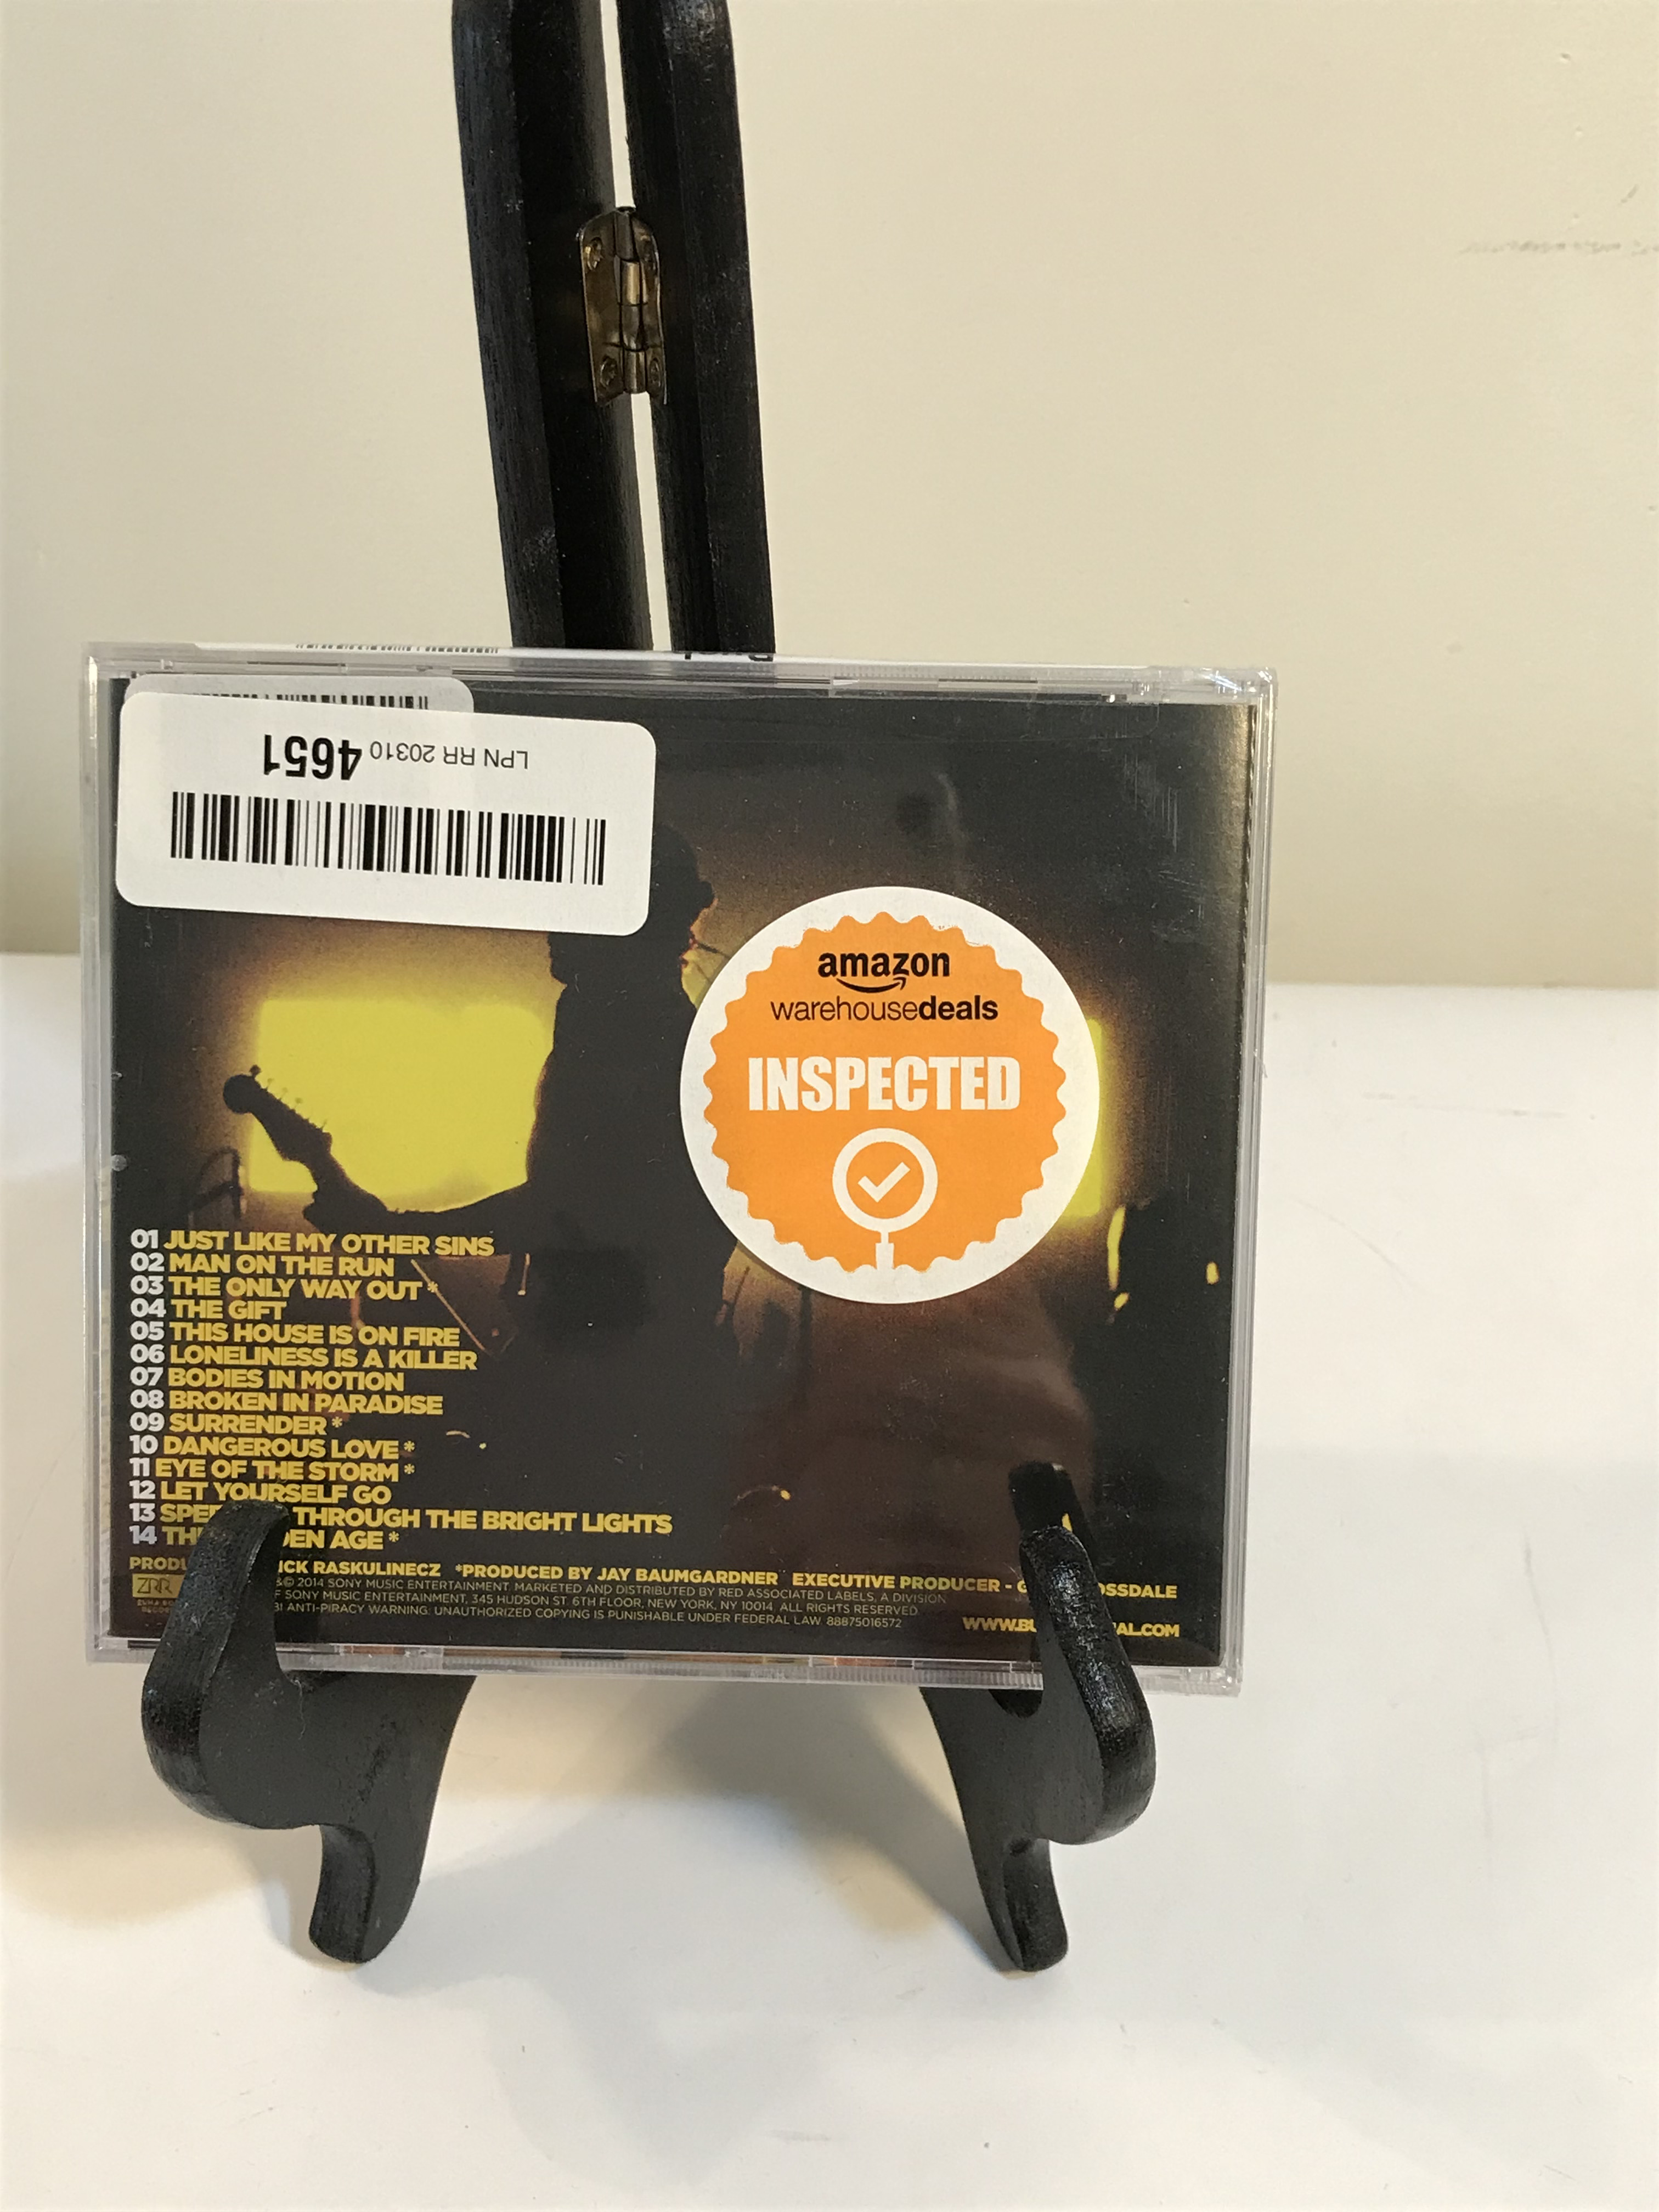 LPN RR 20310 4651
amazon
warehousedeals
INSPECTED
01 JUST LIKE MY OTHER SINS
02 MAN ON THE RUN
03 THE ONLY WAY OUT *
04 THE GIFT
05 THIS HOUSE IS ON FIRE
06 LONELINESS IS A KILLER
07 BODIES IN MOTION
08 BROKEN IN PARADISE
09 SURRENDER *
10 DANGEROUS LOVE *
11 EYE OF THE STORM *
12 LET YOURSELF GO
13 THROUGH THE BRIGHT LIGHTS
14 AGE *
RASKULINECZ *PRODUCED BY JAY BAUMGARDNER EXECUTIVE PRODUCER -
© 2014 SONY MUSIC ENTERTAINMENT. MARKETED AND DISTRIBUTED BY RED ASSOCIATED LABELS, A DIVISION
OF SONY MUSIC ENTERTAINMENT, 345 HUDSON ST. 6TH FLOOR, NEW YORK, NY 10014. ALL RIGHTS RESERVED.
ANTI-PIRACY WARNING: UNAUTHORIZED COPYING IS PUNISHABLE UNDER FEDERAL LAW. 88875016572